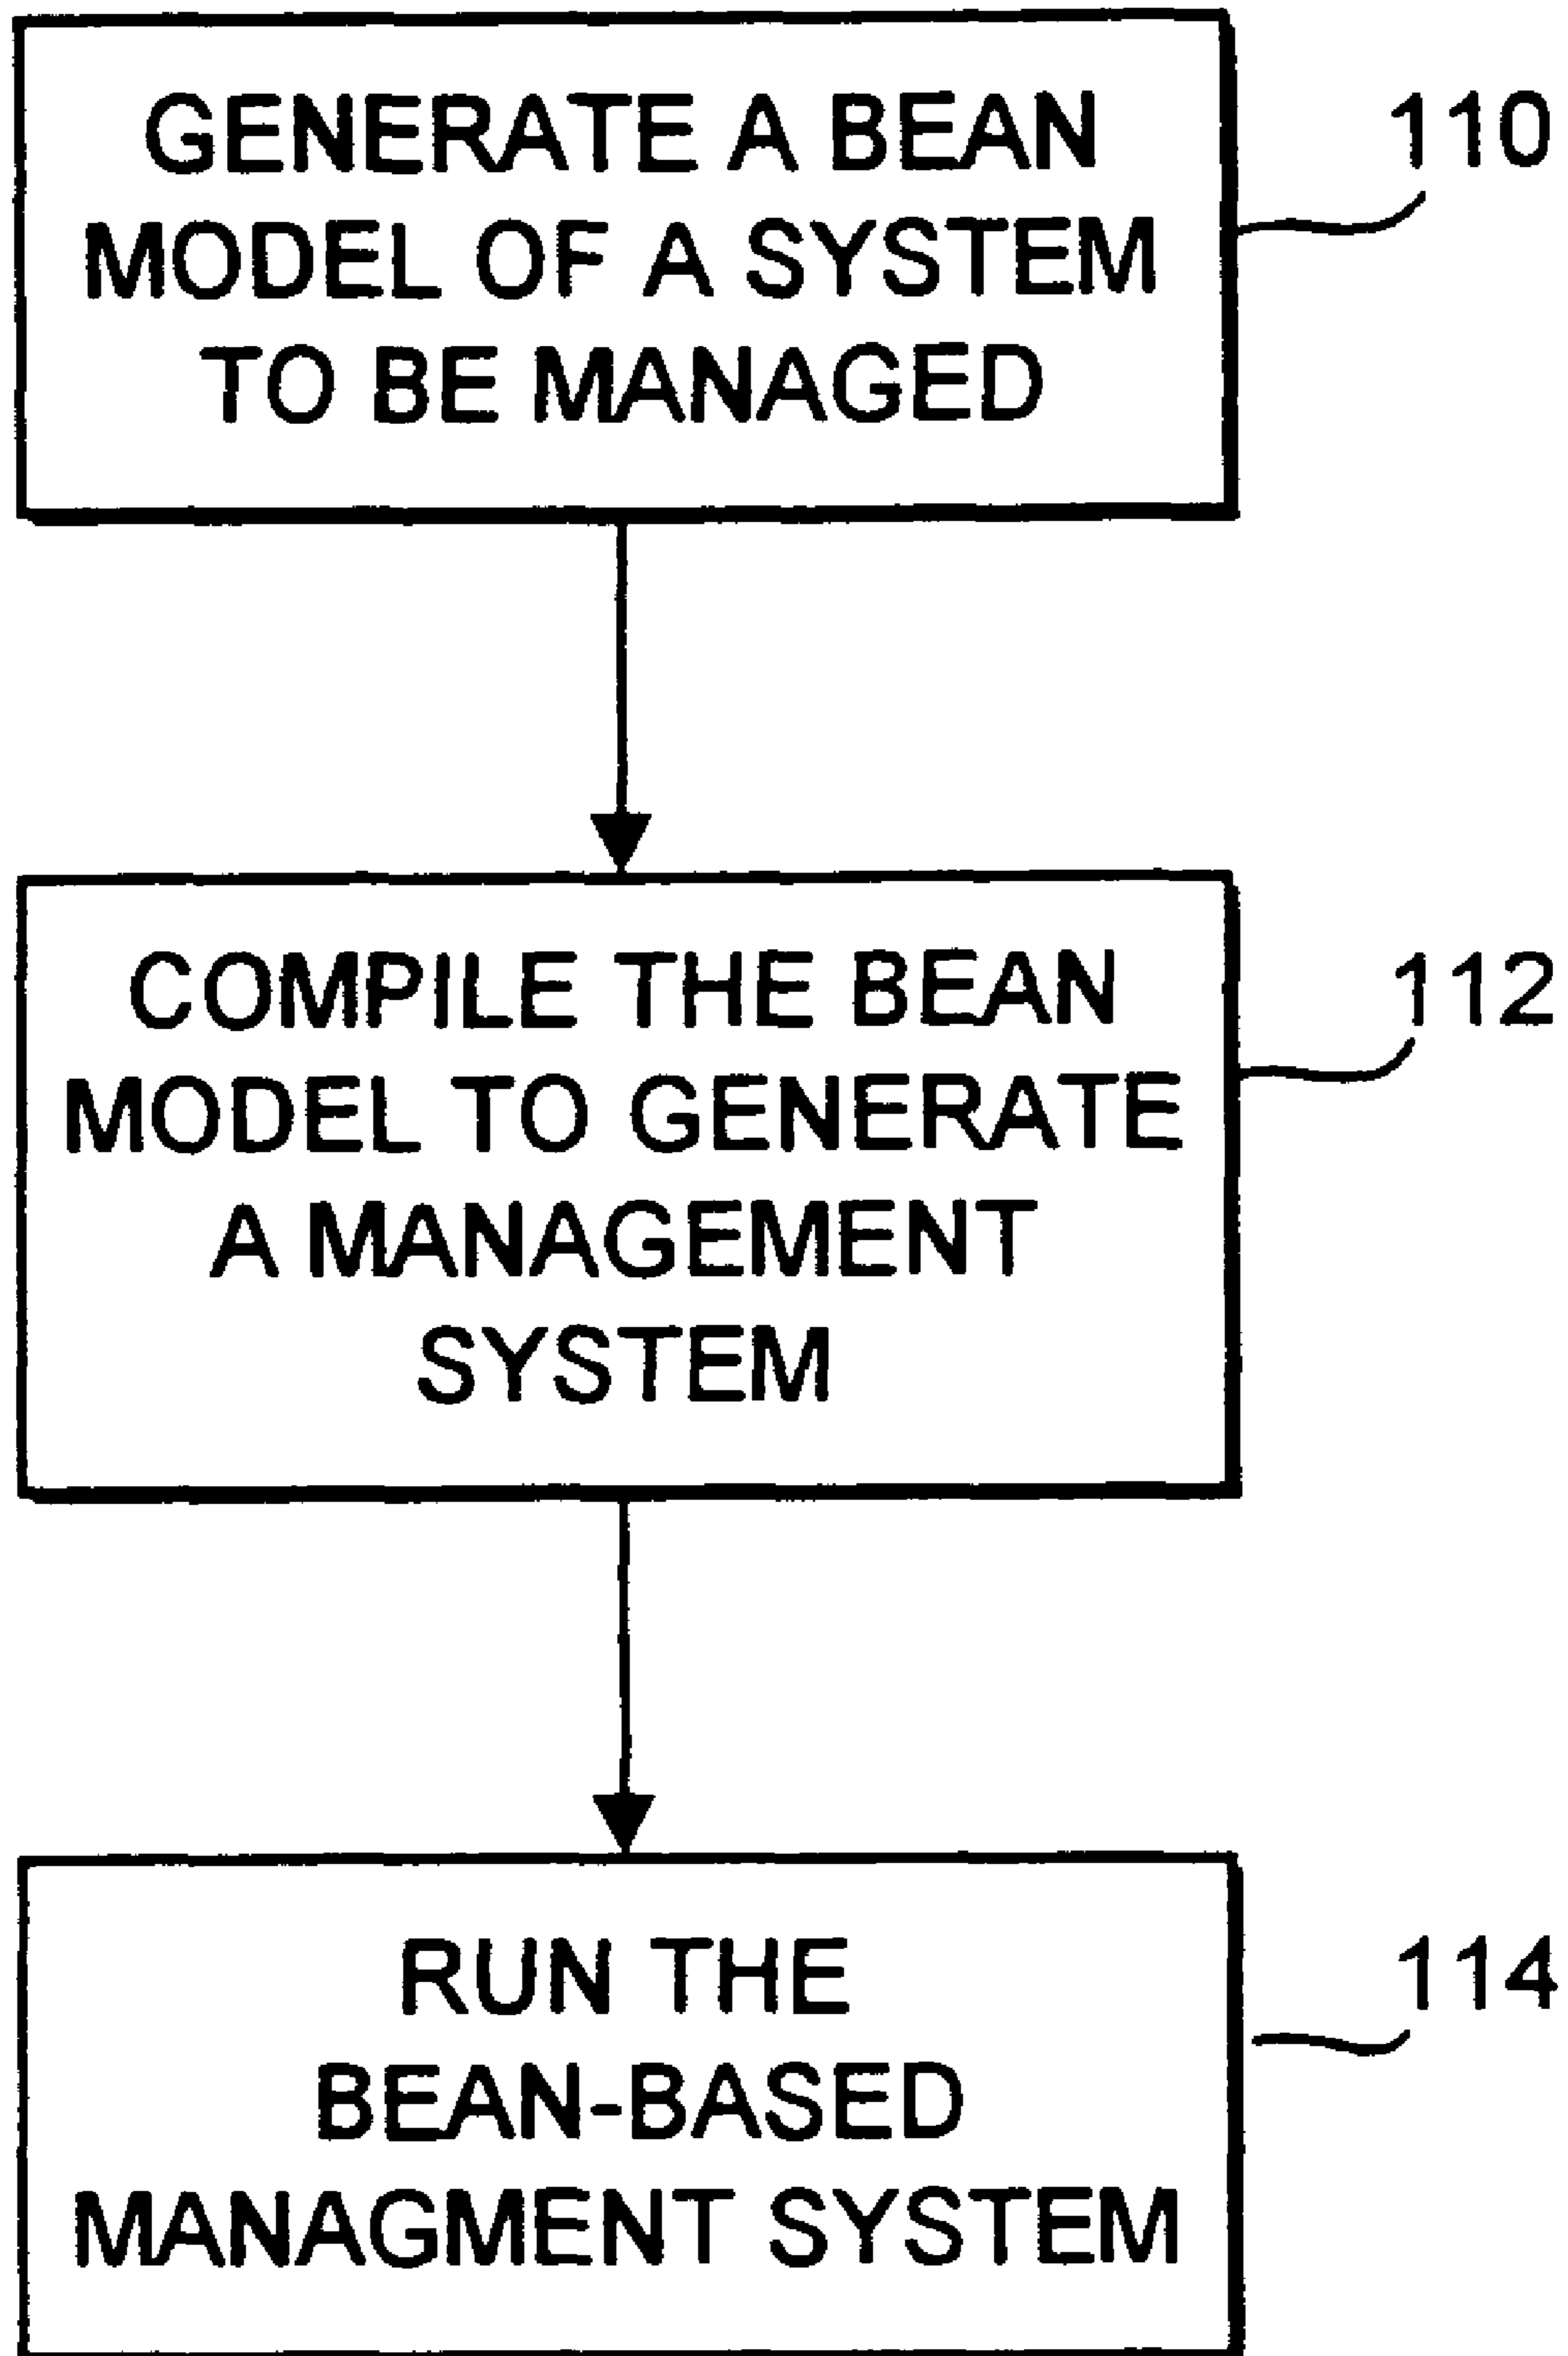 GENERATE A BEAN
MODEL OF A SYSTEM
TO BE MANAGED
110
COMPILE THE BEAN
MODEL TO GENERATE
A MANAGEMENT
SYSTEM
112
RUN THE
BEAN-BASED
MANAGMENT SYSTEM
114